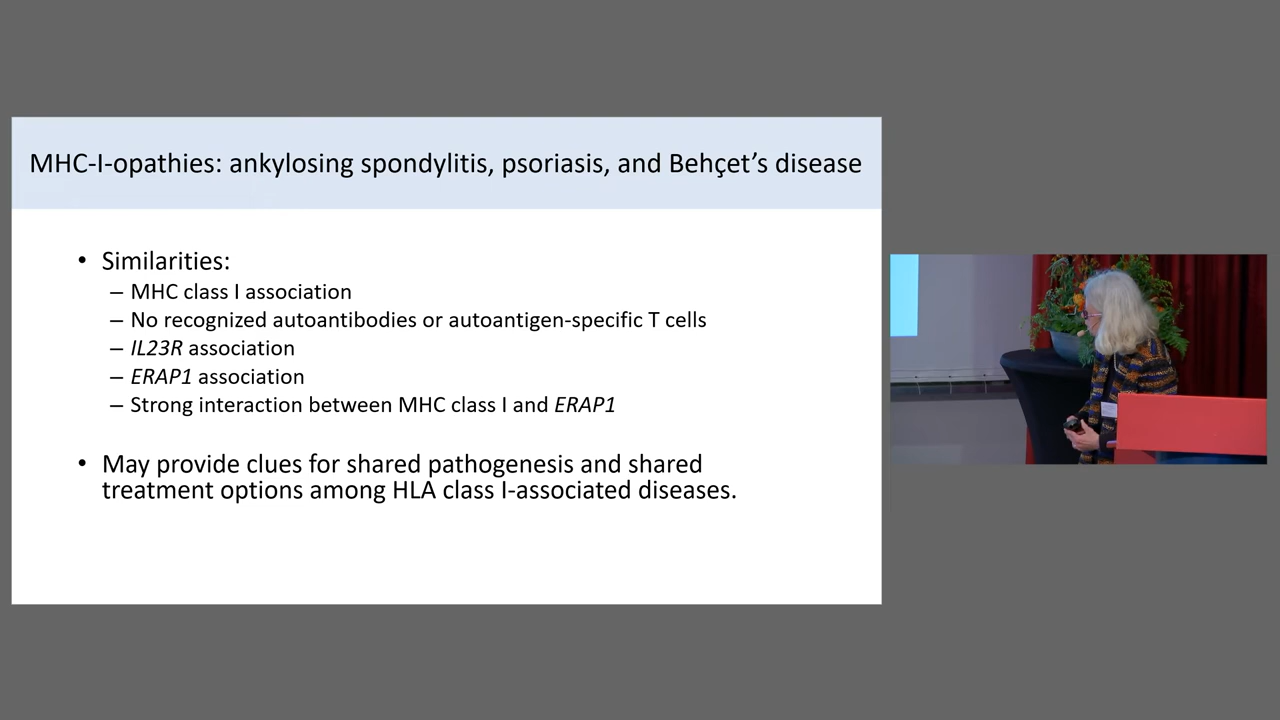 MHC-I-opathies: ankylosing spondylitis, psoriasis, and Behçet’s disease
• Similarities:
– MHC class I association
– No recognized autoantibodies or autoantigen-specific T cells
– IL23R association
– ERAP1 association
– Strong interaction between MHC class I and ERAP1
• May provide clues for shared pathogenesis and shared
treatment options among HLA class I-associated diseases.